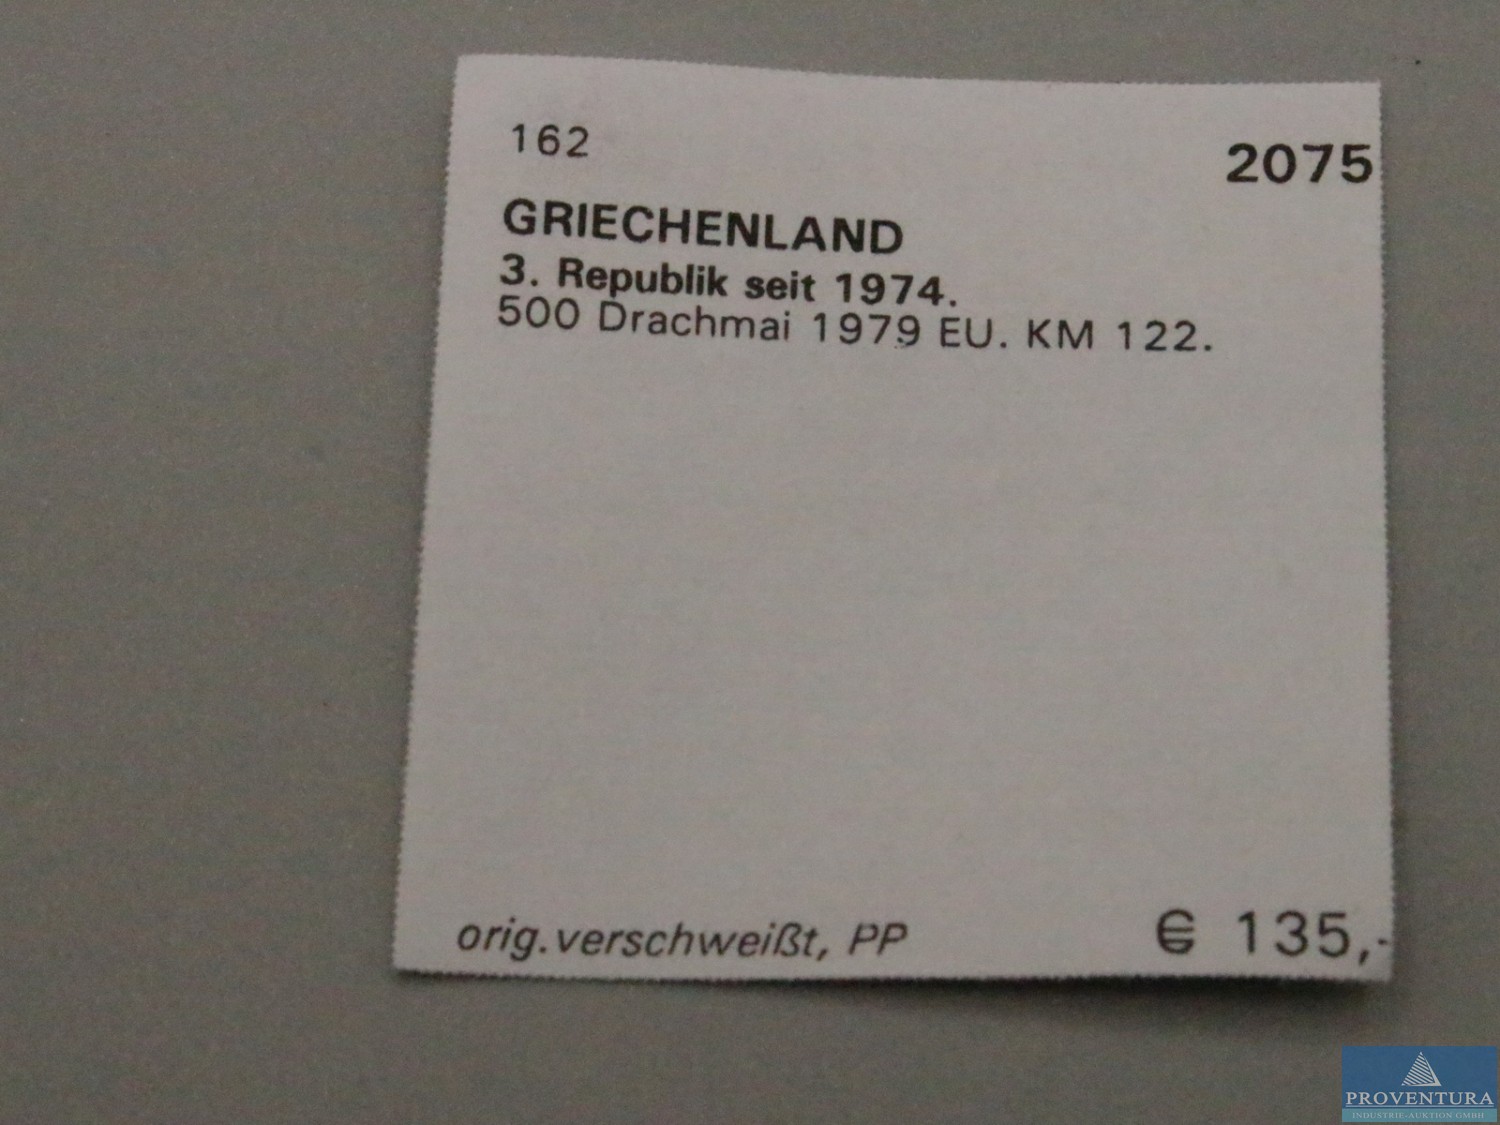 162
2075
GRIECHENLAND
3. Republik seit 1974.
500 Drachmai 1979 EU. KM 122.
orig.verschweißt, PP
€ 135,-
PROVENTURA
INDUSTRIE-AUKTION GMBH